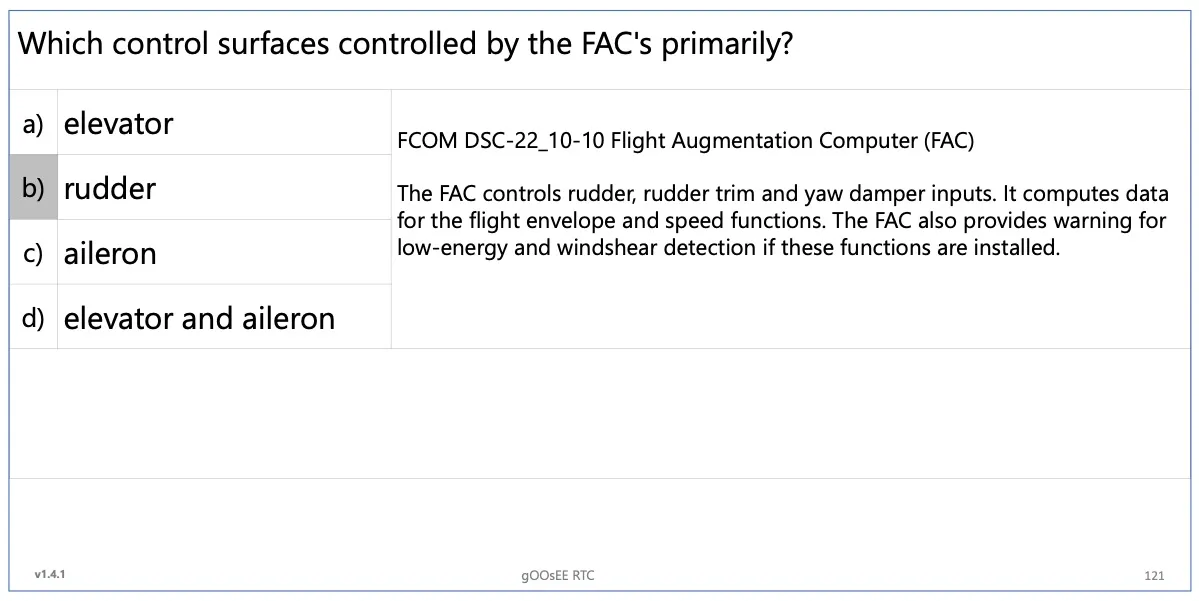 Which control surfaces controlled by the FAC's primarily?
a) elevator
b) rudder
c) aileron
d) elevator and aileron
FCOM DSC-22_10-10 Flight Augmentation Computer (FAC)
The FAC controls rudder, rudder trim and yaw damper inputs. It computes data
for the flight envelope and speed functions. The FAC also provides warning for
low-energy and windshear detection if these functions are installed.
v1.4.1
gOOsEE RTC
121